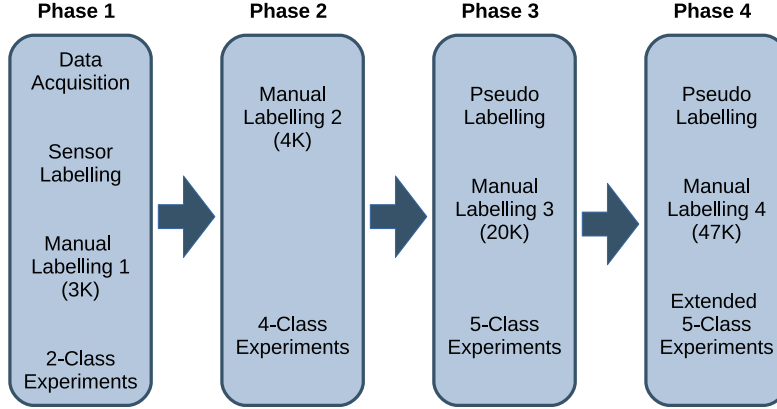 Phase 1
Data
Acquisition
Sensor
Labelling
Manual
Labelling 1
(3K)
2-Class
Experiments
Phase 2
Manual
Labelling 2
(4K)
4-Class
Experiments
Phase 3
Pseudo
Labelling
Manual
Labelling 3
(20K)
5-Class
Experiments
Phase 4
Pseudo
Labelling
Manual
Labelling 4
(47K)
Extended
5-Class
Experiments